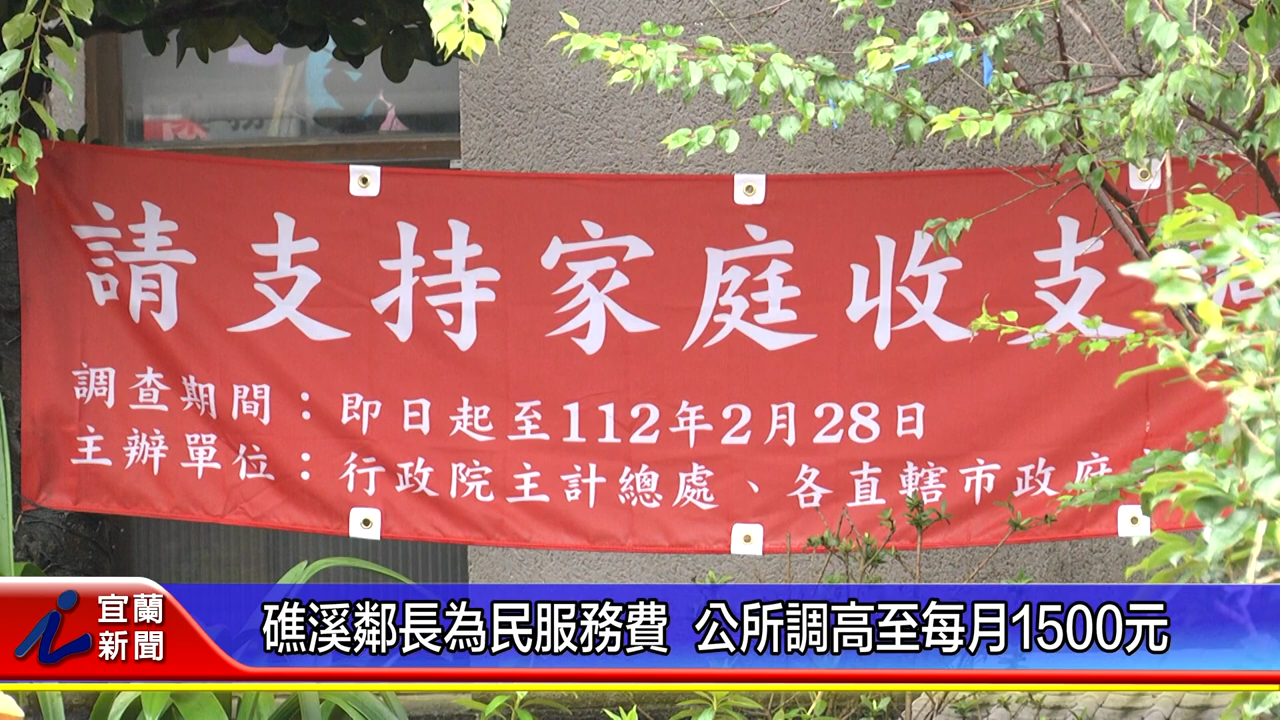 請支持家庭收支
調查期間：即日起至112年2月28日
主辦單位：行政院主計總處、各直轄市政府
宜蘭
新聞
礁溪鄰長為民服務費 公所調高至每月1500元